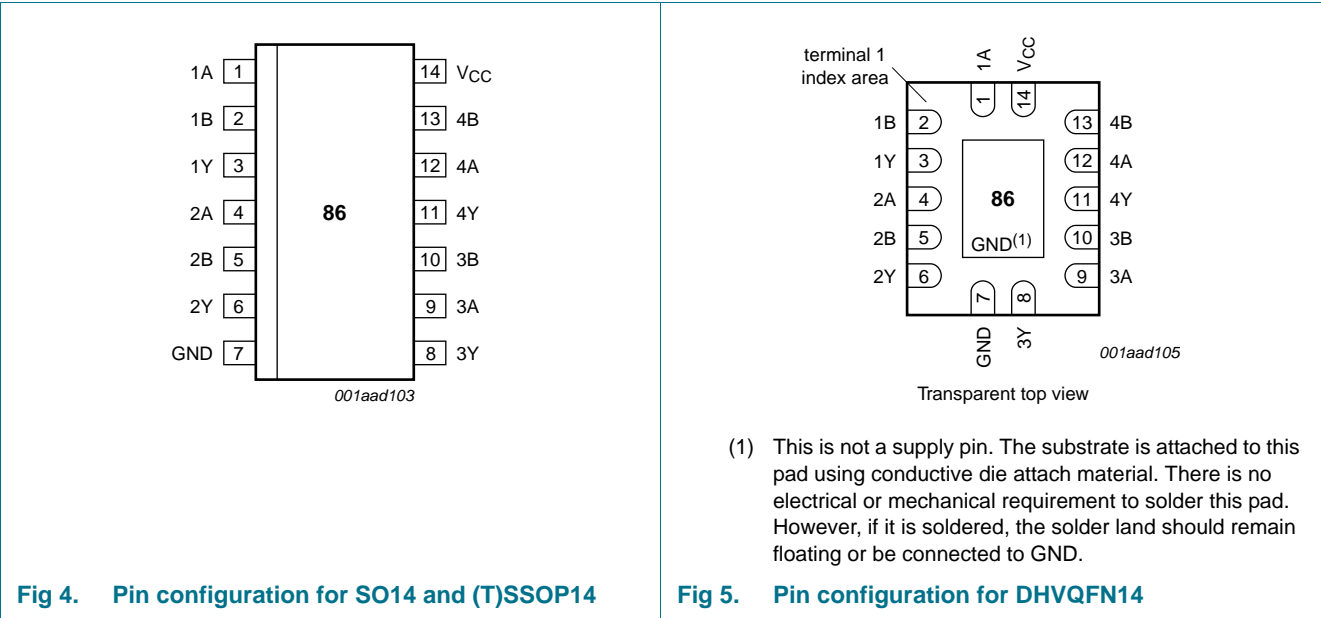 1A 1 14 VCC
1B 2 13 4B
1Y 3 12 4A
2A 4 86 11 4Y
2B 5 10 3B
2Y 6 9 3A
GND 7 8 3Y
001aad103
Fig 4. Pin configuration for SO14 and (T)SSOP14
terminal 1
index area
1A VCC
1 14
1B 2 13 4B
1Y 3 12 4A
2A 4 86 11 4Y
2B 5 GND(1) 10 3B
2Y 6 9 3A
7 8
GND 3Y
001aad105
Transparent top view
(1) This is not a supply pin. The substrate is attached to this
pad using conductive die attach material. There is no
electrical or mechanical requirement to solder this pad.
However, if it is soldered, the solder land should remain
floating or be connected to GND.
Fig 5. Pin configuration for DHVQFN14